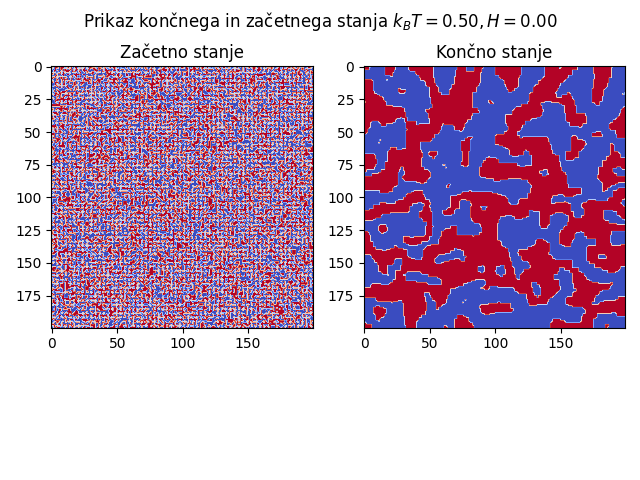 Prikaz končnega in začetnega stanja k_BT = 0.50, H = 0.00
Začetno stanje Končno stanje
0 0
25 25
50 50
75 75
100 100
125 125
150 150
175 175
0 50 100 150 0 50 100 150